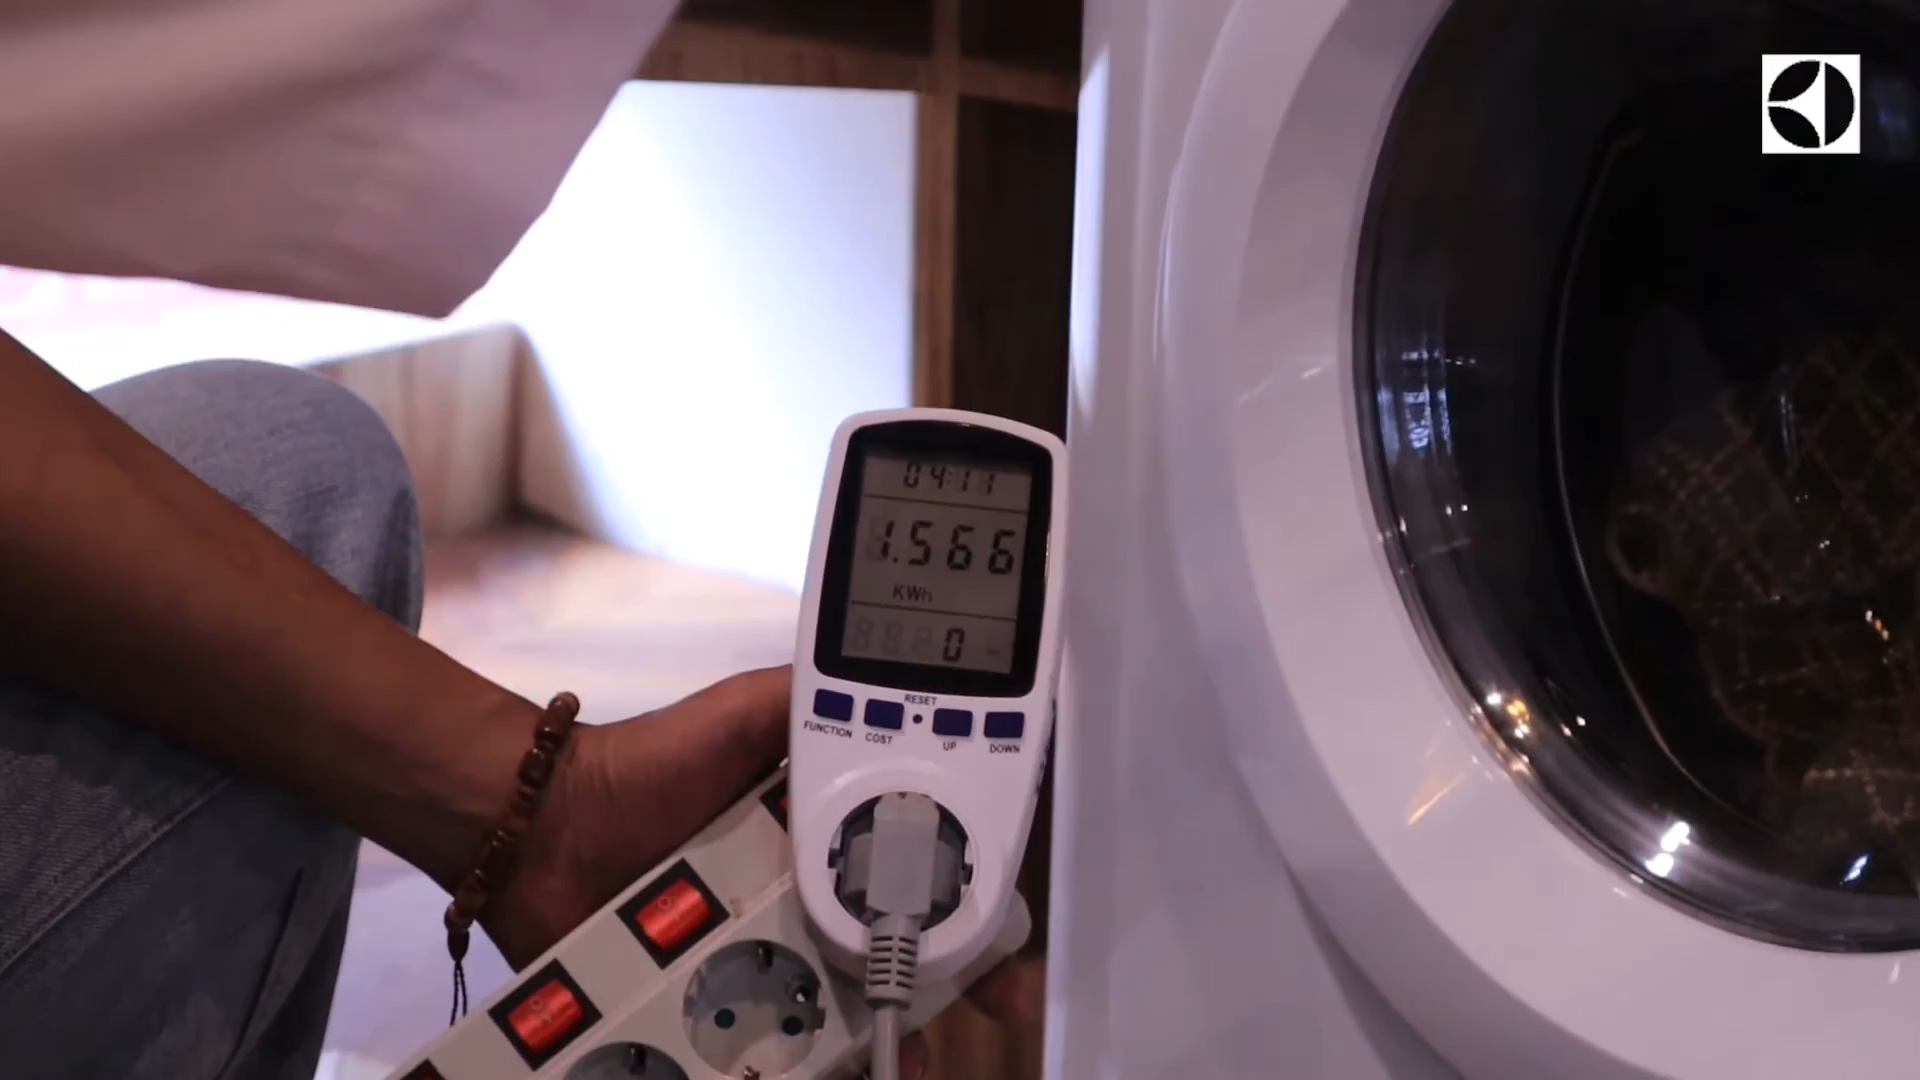 04:11
1.566
KWh
0
RESET
FUNCTION COST UP DOWN